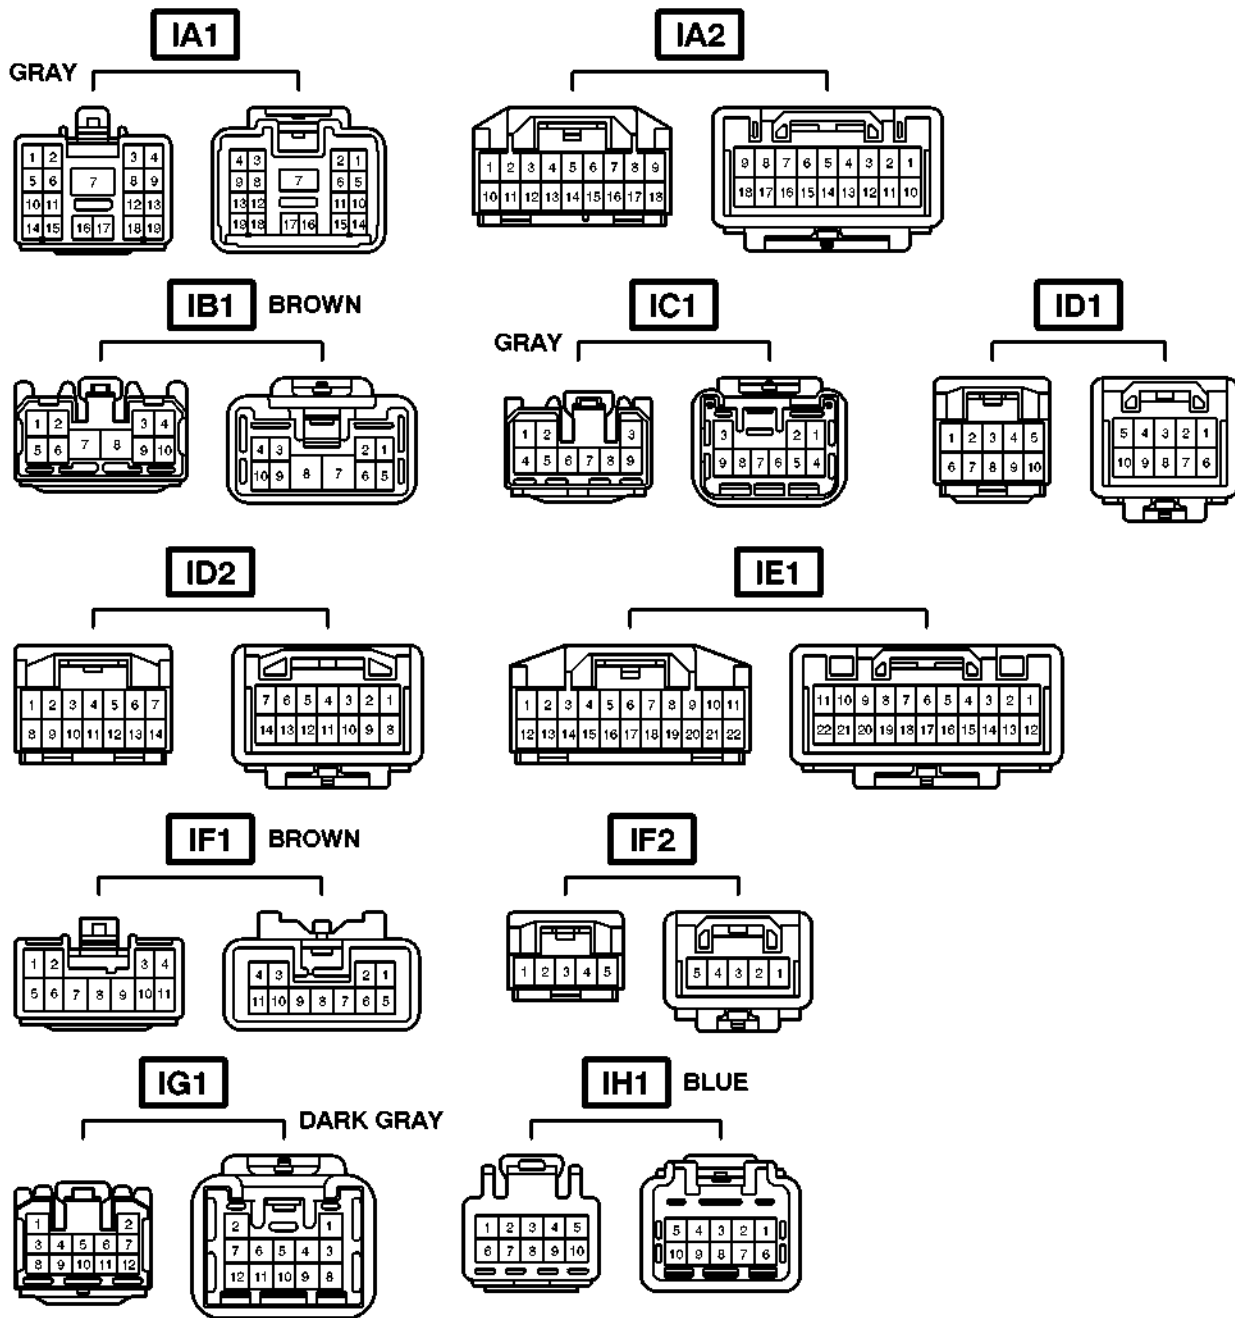 IA1
IA2
GRAY
1 2 3 4
5 6 7 8 9
10 11 12 13
14 15 16 17 18 19
4 3 2 1
9 8 7 6 5
13 12 11 10
19 18 17 16 15 14
1 2 3 4 5 6 7 8 9
10 11 12 13 14 15 16 17 18
9 8 7 6 5 4 3 2 1
18 17 16 15 14 13 12 11 10
IB1 BROWN
IC1
GRAY
ID1
1 2 3 4
5 6 7 8 9 10
4 3 2 1
10 9 8 7 6 5
1 2 3
4 5 6 7 8 9
3 2 1
9 8 7 6 5 4
1 2 3 4 5
6 7 8 9 10
5 4 3 2 1
10 9 8 7 6
ID2
IE1
1 2 3 4 5 6 7
8 9 10 11 12 13 14
7 6 5 4 3 2 1
14 13 12 11 10 9 8
1 2 3 4 5 6 7 8 9 10 11
12 13 14 15 16 17 18 19 20 21 22
11 10 9 8 7 6 5 4 3 2 1
22 21 20 19 18 17 16 15 14 13 12
IF1 BROWN
IF2
1 2 3 4
5 6 7 8 9 10 11
4 3 2 1
11 10 9 8 7 6 5
1 2 3 4 5
5 4 3 2 1
IG1
DARK GRAY
IH1 BLUE
1 2
3 4 5 6 7
8 9 10 11 12
2 1
7 6 5 4 3
12 11 10 9 8
1 2 3 4 5
6 7 8 9 10
5 4 3 2 1
10 9 8 7 6